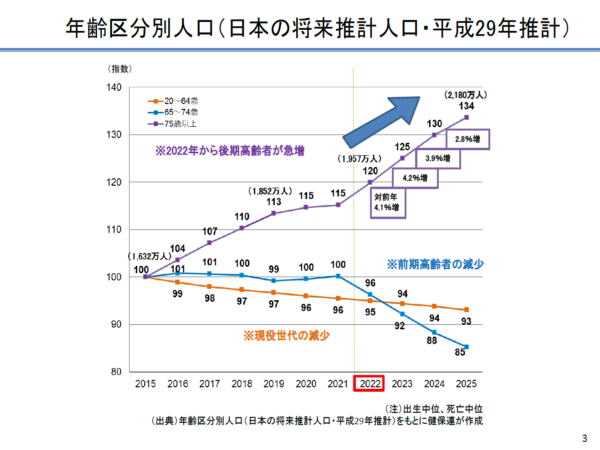 年齢区分別人口（日本の将来推計人口・平成29年推計）
（指数）
140
130
120
110
100
90
80
20～64歳
65～74歳
75歳以上
※2022年から後期高齢者が急増
(1,632万人)
100
104
107
110
(1,852万人)
113
115
115
(1,957万人)
120
125
130
(2,180万人)
134
対前年
4.1%増
4.2%増
3.9%増
2.8%増
101
101
100
99
100
100
96
92
88
85
※前期高齢者の減少
99
98
97
97
96
96
95
94
94
93
※現役世代の減少
2015 2016 2017 2018 2019 2020 2021 2022 2023 2024 2025
（注）出生中位、死亡中位
（出典）年齢区分別人口（日本の将来推計人口・平成29年推計）をもとに健保連が作成
3